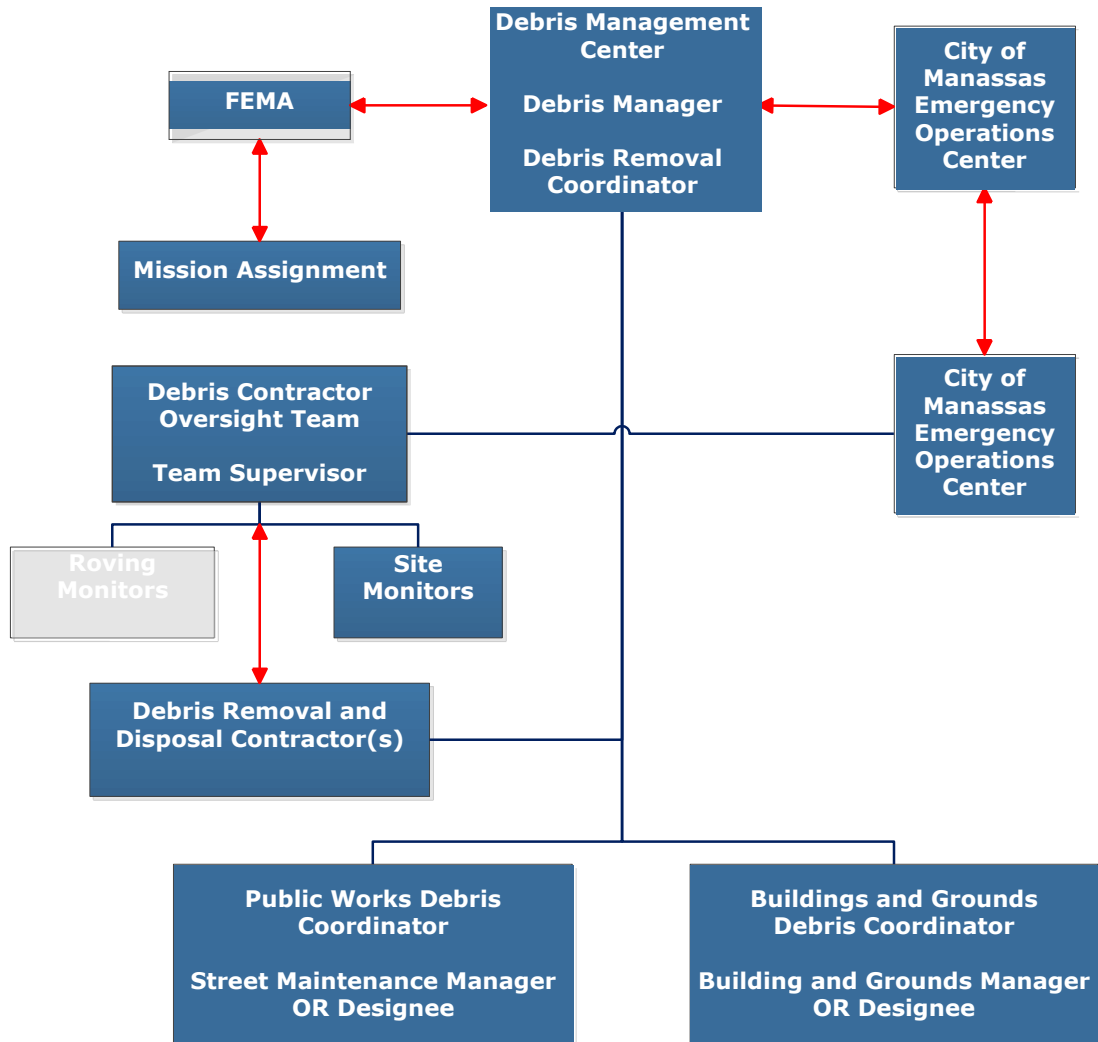 Debris Management
Center
Debris Manager
Debris Removal
Coordinator
FEMA
City of
Manassas
Emergency
Operations
Center
Mission Assignment
Debris Contractor
Oversight Team
Team Supervisor
City of
Manassas
Emergency
Operations
Center
Roving
Monitors
Site
Monitors
Debris Removal and
Disposal Contractor(s)
Public Works Debris
Coordinator
Street Maintenance Manager
OR Designee
Buildings and Grounds
Debris Coordinator
Building and Grounds Manager
OR Designee